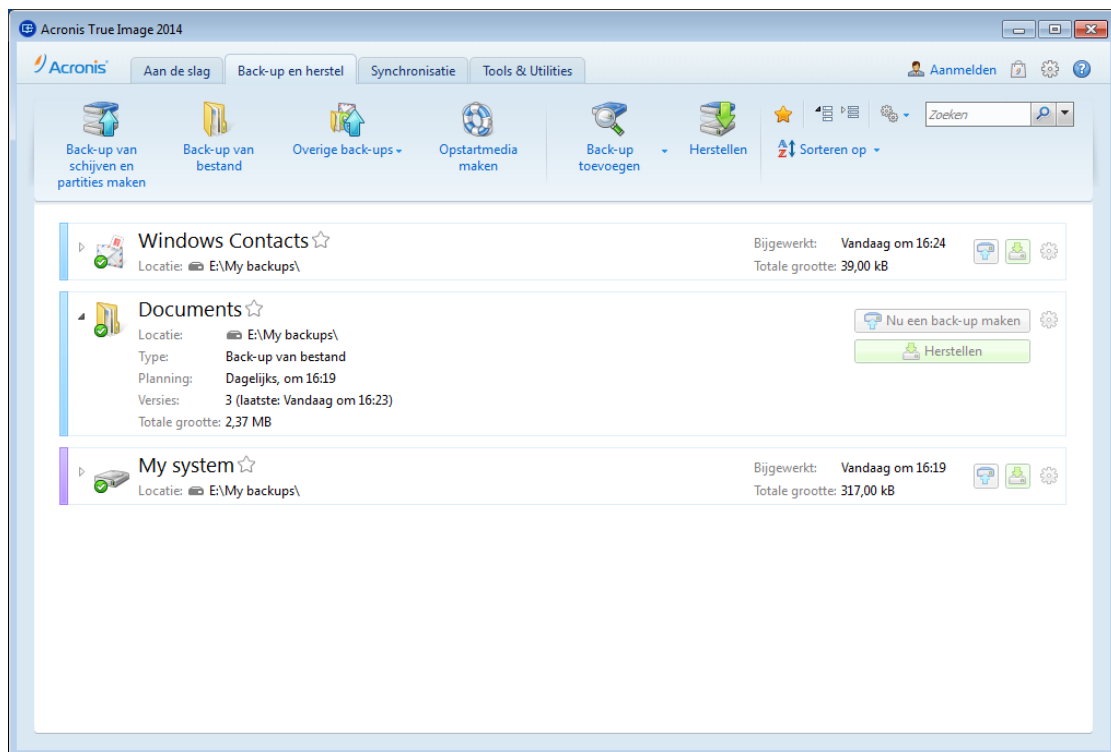 Acronis True Image 2014
Acronis
Aan de slag
Back-up en herstel
Synchronisatie
Tools & Utilities
Aanmelden
Back-up van
schijven en
partities maken
Back-up van
bestand
Overige back-ups
Opstartmedia
maken
Back-up
toevoegen
Herstellen
Zoeken
Sorteren op
Windows Contacts
Locatie: E:\My backups\
Bijgewerkt: Vandaag om 16:24
Totale grootte: 39,00 kB
Documents
Locatie: E:\My backups\
Type: Back-up van bestand
Planning: Dagelijks, om 16:19
Versies: 3 (laatste: Vandaag om 16:23)
Totale grootte: 2,37 MB
Nu een back-up maken
Herstellen
My system
Locatie: E:\My backups\
Bijgewerkt: Vandaag om 16:19
Totale grootte: 317,00 kB